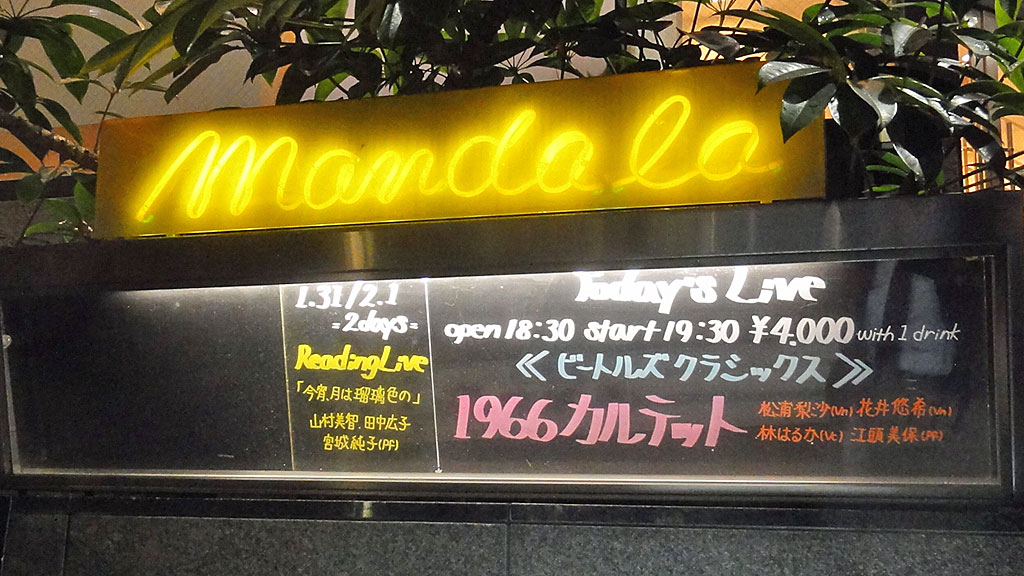 mandala
1.31/2.1
=2days=
Reading Live
「今宵、月は瑠璃色の」
山村美智.田中広子
宮城純子(PF)
Today's Live
open 18:30 start 19:30 ¥4.000 with 1 drink
≪ビートルズクラシックス≫
1966カルテット
松浦梨沙(Vn) 花井悠希(Vn)
林はるか(Vc) 江頭美保(PF)